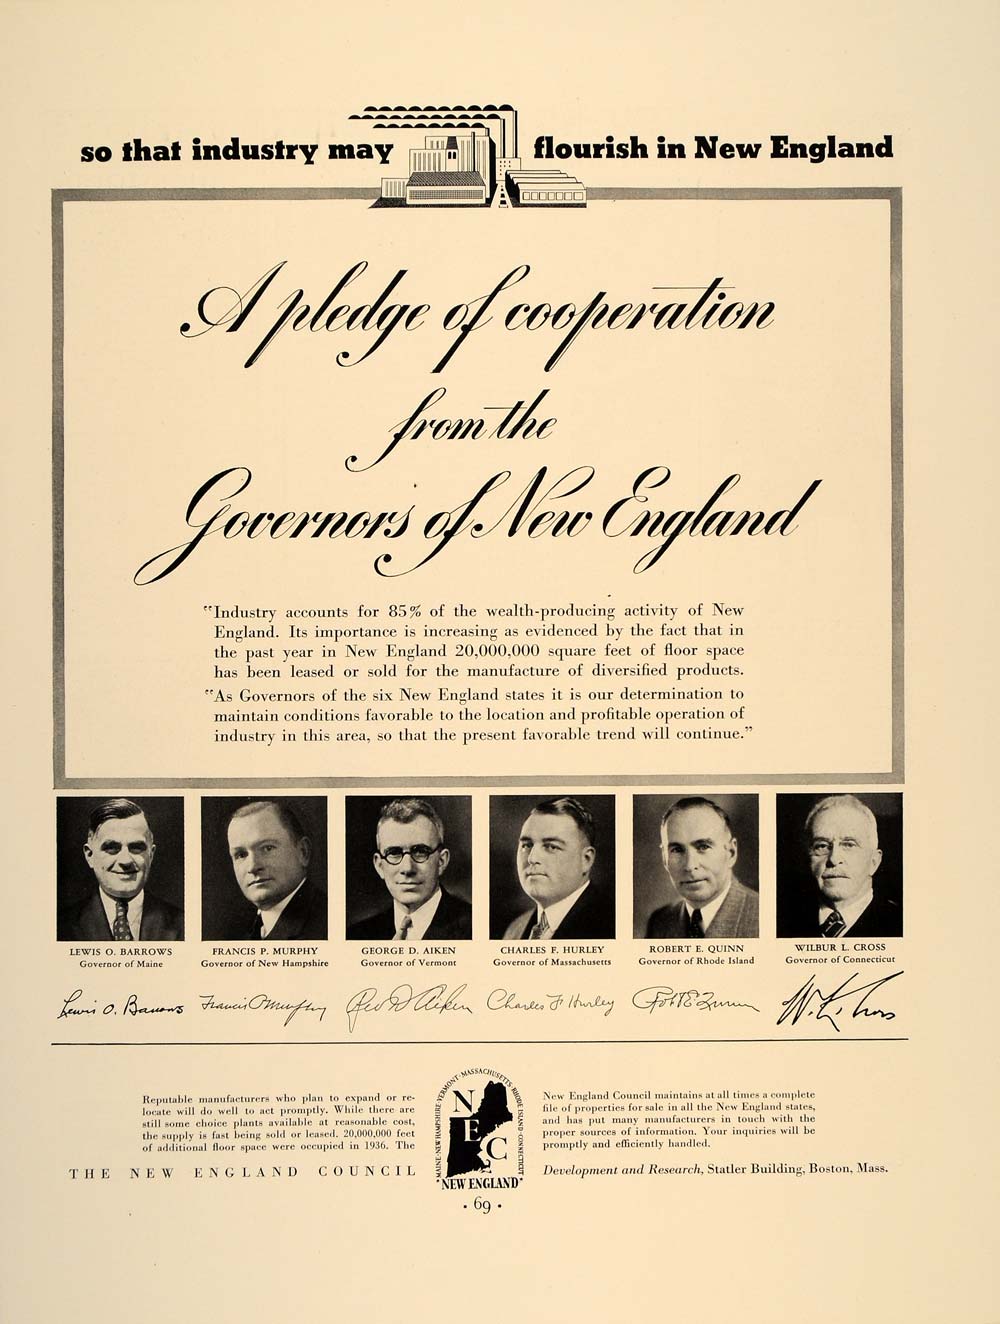 so that industry may flourish in New England
A pledge of cooperation
from the
Governors of New England
“Industry accounts for 85% of the wealth-producing activity of New
England. Its importance is increasing as evidenced by the fact that in
the past year in New England 20,000,000 square feet of floor space
has been leased or sold for the manufacture of diversified products.
“As Governors of the six New England states it is our determination to
maintain conditions favorable to the location and profitable operation of
industry in this area, so that the present favorable trend will continue.”
LEWIS O. BARROWS
Governor of Maine
Lewis O. Barrows
FRANCIS P. MURPHY
Governor of New Hampshire
Francis P Murphy
GEORGE D. AIKEN
Governor of Vermont
Geo D Aiken
CHARLES F. HURLEY
Governor of Massachusetts
Charles F Hurley
ROBERT E. QUINN
Governor of Rhode Island
Robt E Quinn
WILBUR L. CROSS
Governor of Connecticut
W. L. Cross
Reputable manufacturers who plan to expand or re-
locate will do well to act promptly. While there are
still some choice plants available at reasonable cost,
the supply is fast being sold or leased. 20,000,000 feet
of additional floor space were occupied in 1936. The
THE NEW ENGLAND COUNCIL
MAINE·NEW HAMPSHIRE·VERMONT·MASSACHUSETTS·RHODE ISLAND·CONNECTICUT
NEC
"NEW ENGLAND"
New England Council maintains at all times a complete
file of properties for sale in all the New England states,
and has put many manufacturers in touch with the
proper sources of information. Your inquiries will be
promptly and efficiently handled.
Development and Research, Statler Building, Boston, Mass.
· 69 ·